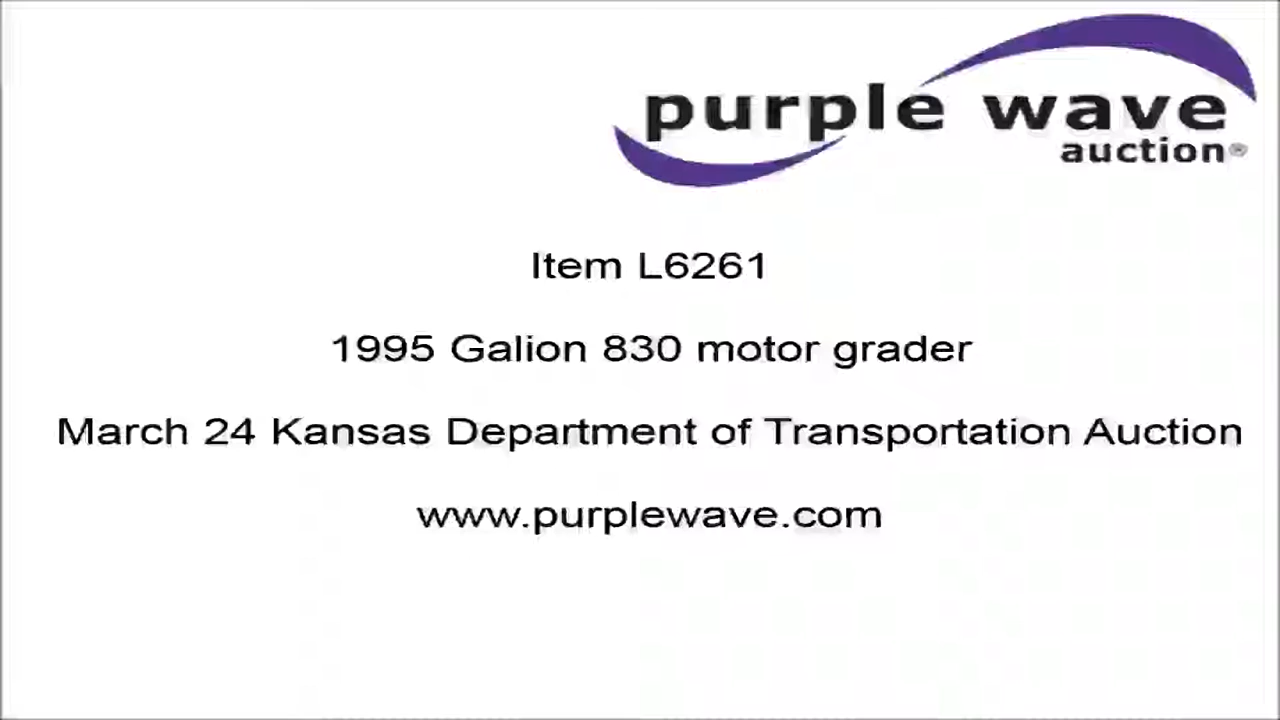 purple wave
auction®
Item L6261
1995 Galion 830 motor grader
March 24 Kansas Department of Transportation Auction
www.purplewave.com